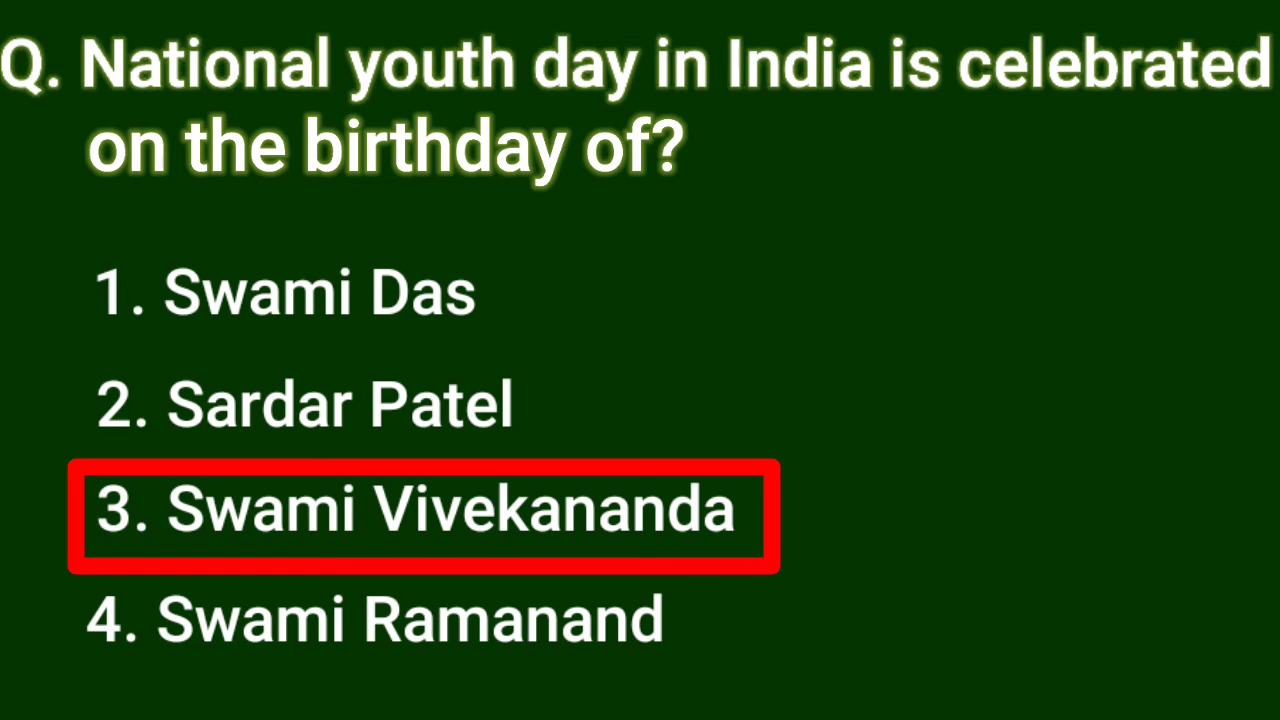 Q. National youth day in India is celebrated
on the birthday of?
1. Swami Das
2. Sardar Patel
3. Swami Vivekananda
4. Swami Ramanand